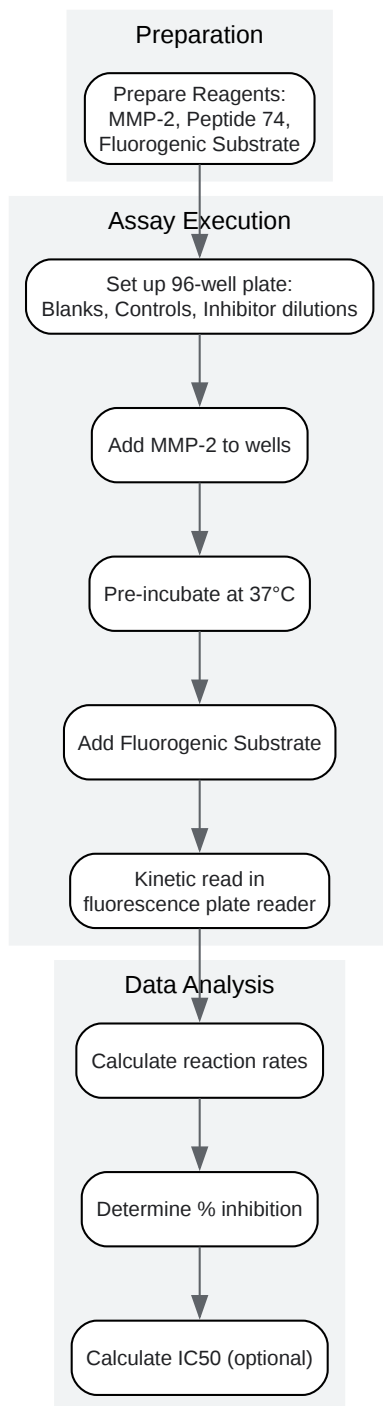 Preparation
Prepare Reagents:
MMP-2, Peptide 74,
Fluorogenic Substrate
Assay Execution
Set up 96-well plate:
Blanks, Controls, Inhibitor dilutions
Add MMP-2 to wells
Pre-incubate at 37°C
Add Fluorogenic Substrate
Kinetic read in
fluorescence plate reader
Data Analysis
Calculate reaction rates
Determine % inhibition
Calculate IC50 (optional)